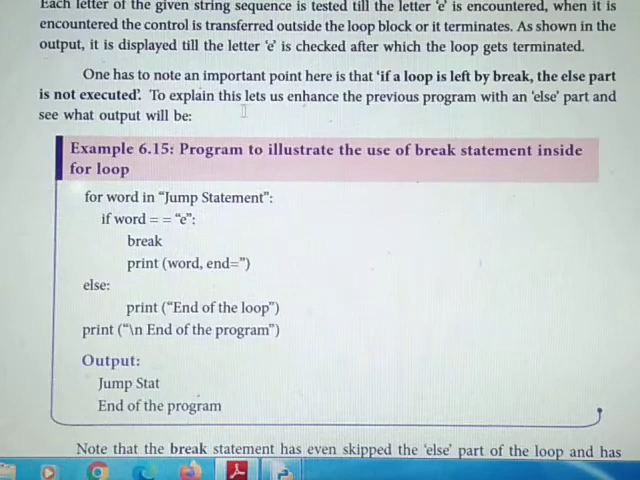 Each letter of the given string sequence is tested till the letter 'e' is encountered, when it is
encountered the control is transferred outside the loop block or it terminates. As shown in the
output, it is displayed till the letter 'e' is checked after which the loop gets terminated.
One has to note an important point here is that 'if a loop is left by break, the else part
is not executed'. To explain this lets us enhance the previous program with an 'else' part and
see what output will be:
Example 6.15: Program to illustrate the use of break statement inside
for loop
for word in “Jump Statement”:
if word = = “e”:
break
print (word, end=’’)
else:
print (“End of the loop”)
print (“\n End of the program”)
Output:
Jump Stat
End of the program
Note that the break statement has even skipped the 'else' part of the loop and has